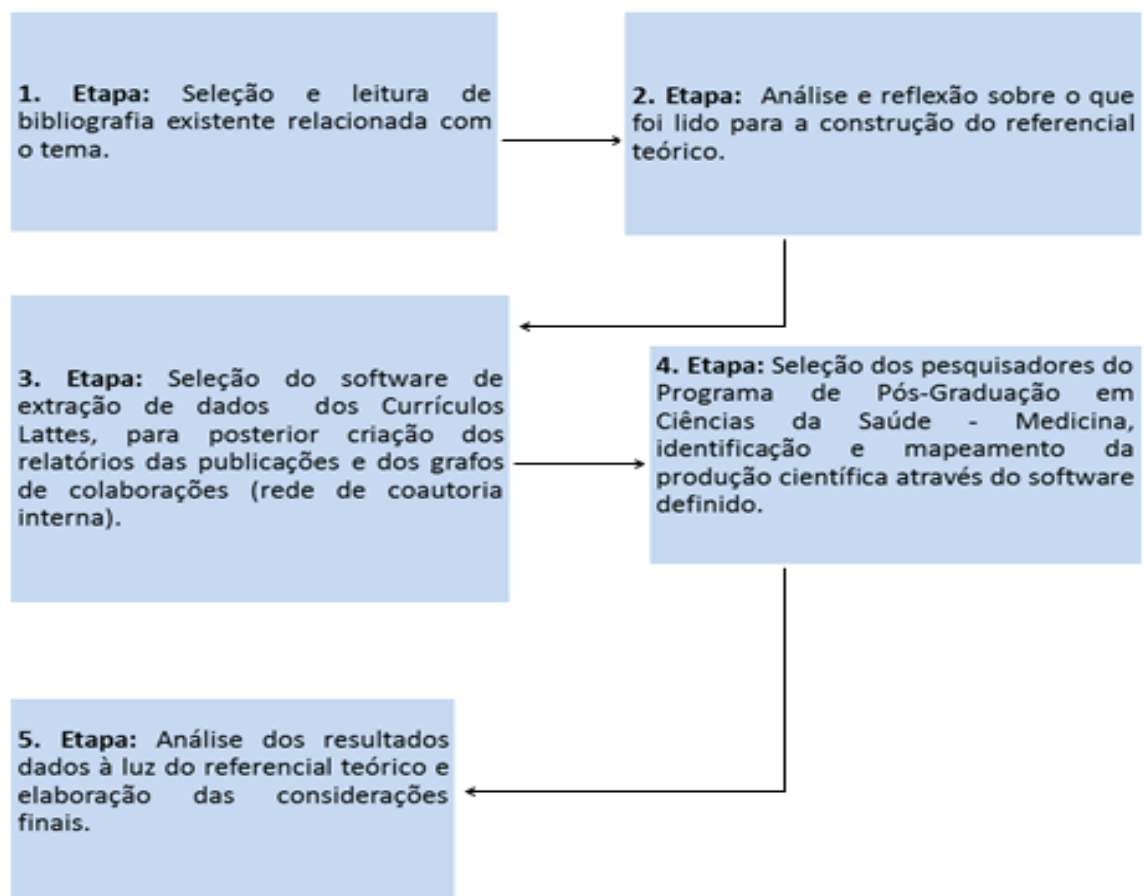 1. Etapa: Seleção e leitura de
bibliografia existente relacionada com
o tema.
2. Etapa: Análise e reflexão sobre o que
foi lido para a construção do referencial
teórico.
3. Etapa: Seleção do software de
extração de dados dos Currículos
Lattes, para posterior criação dos
relatórios das publicações e dos grafos
de colaborações (rede de coautoria
interna).
4. Etapa: Seleção dos pesquisadores do
Programa de Pós-Graduação em
Ciências da Saúde - Medicina,
identificação e mapeamento da
produção científica através do software
definido.
5. Etapa: Análise dos resultados
dados à luz do referencial teórico e
elaboração das considerações
finais.